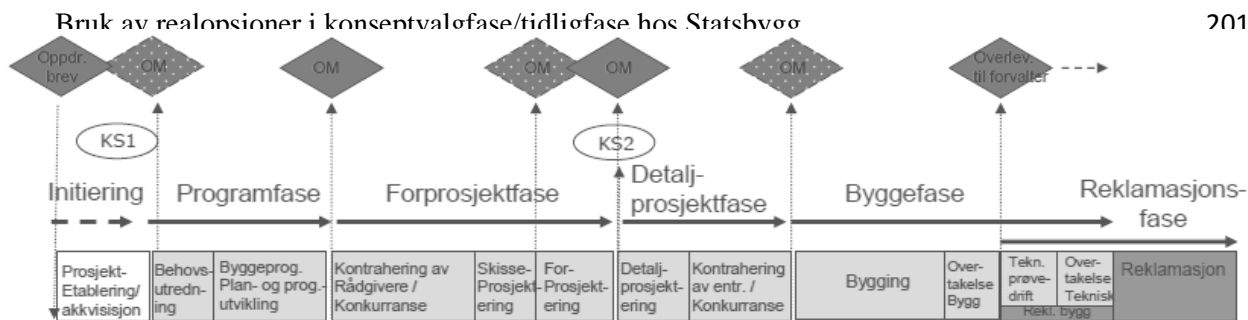 Bruk av realopsjoner i konseptvalgfase/tidligfase hos Statsbygg
201
Oppdr.
brev
OM
OM
OM
OM
OM
Overlev.
til forvalter
KS1
KS2
Initiering
Programfase
Forprosjektfase
Detalj-
prosjektfase
Byggefase
Reklamasjons-
fase
Prosjekt-
Etablering/
akkvisisjon
Behovs-
utredn-
ing
Byggeprog.
Plan- og prog.-
utvikling
Kontrahering av
Rådgivere /
Konkurranse
Skisse-
Prosjekt-
ering
For-
Prosjekt-
ering
Detalj-
prosjekt-
ering
Kontrahering
av entr. /
Konkurranse
Bygging
Over-
takelse
Bygg
Tekn.
prøve-
drift
Over-
takelse
Teknisk
Rekl. bygg
Reklamasjon